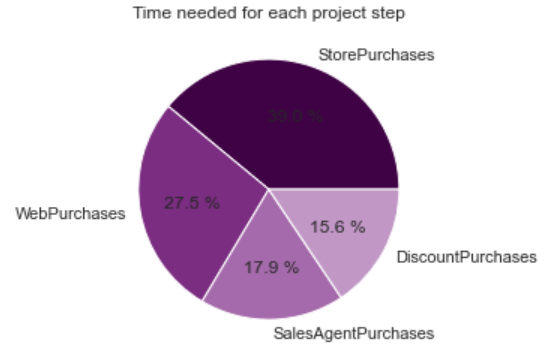 Time needed for each project step
StorePurchases
39.0 %
WebPurchases
27.5 %
15.6 %
DiscountPurchases
17.9 %
SalesAgentPurchases